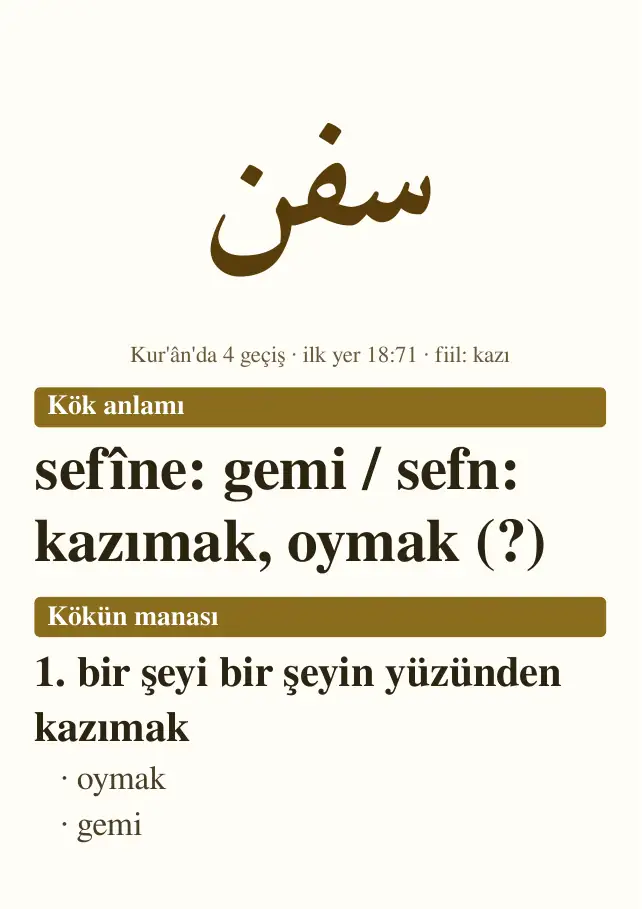 سفن
Kur'ân'da 4 geçiş · ilk yer 18:71 · fiil: kazı
Kök anlamı
sefîne: gemi / sefn:
kazımak, oymak (?)
Kökün manası
1. bir şeyi bir şeyin yüzünden
kazımak
· oymak
· gemi